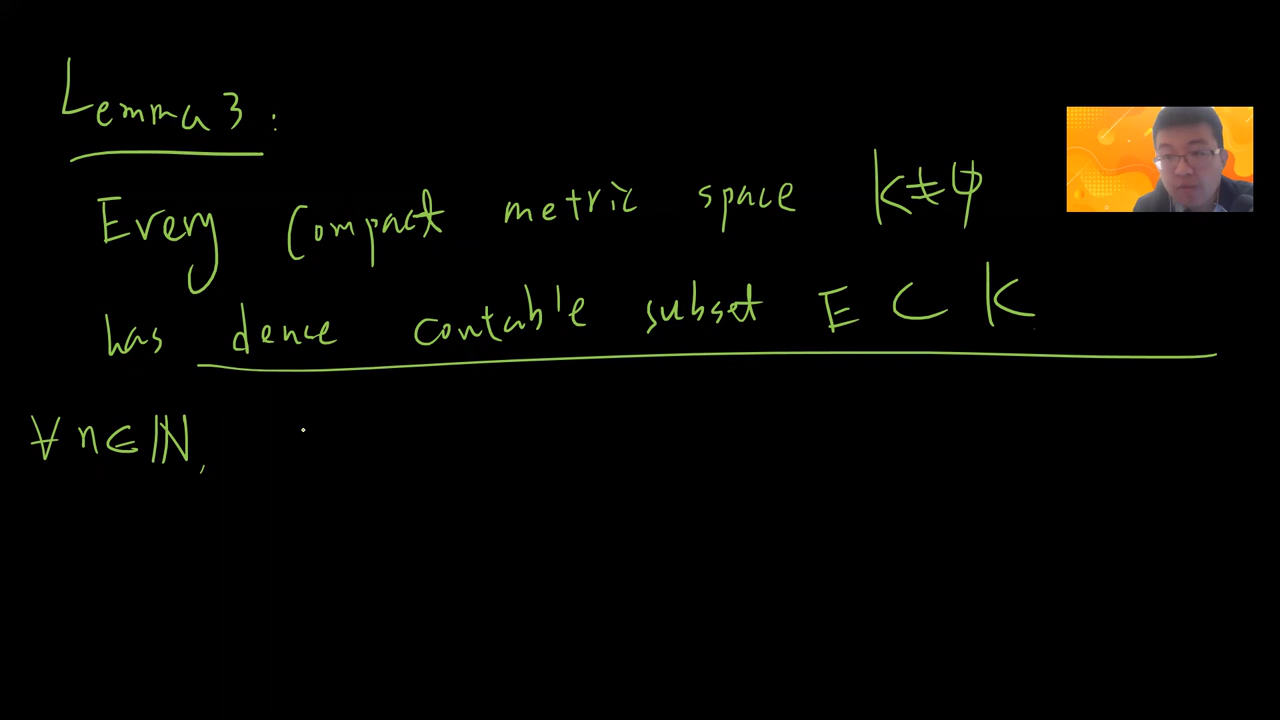 Lemma 3 :
Every compact metric space K ≠ φ
has dence contable subset E ⊂ K
∀ n ∈ ℕ,